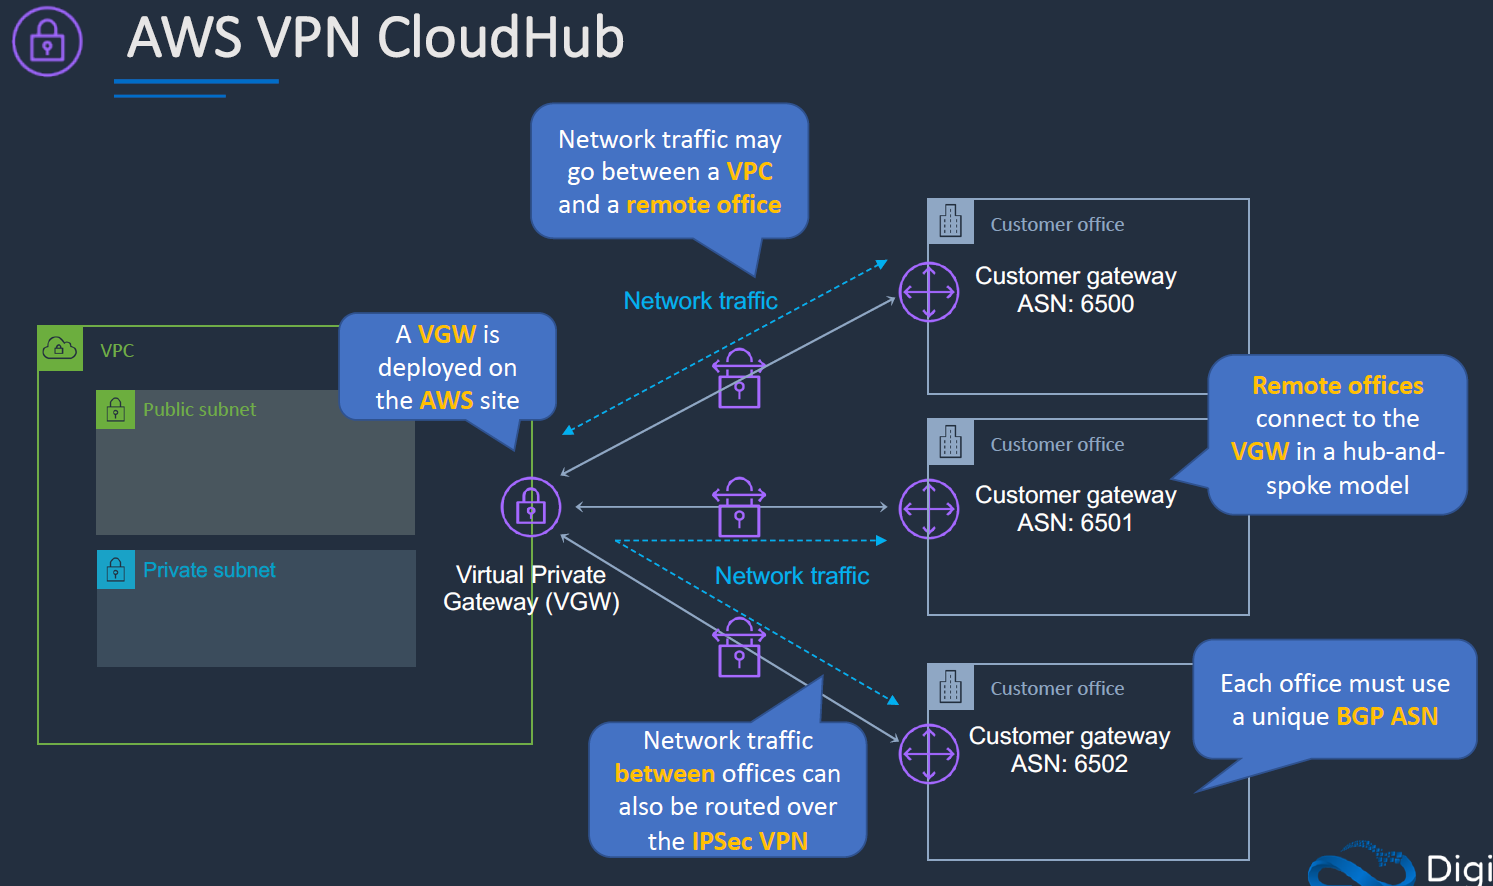 AWS VPN CloudHub
Network traffic may
go between a VPC
and a remote office
Customer office
Customer gateway
ASN: 6500
Network traffic
A VGW is
deployed on
the AWS site
VPC
Public subnet
Remote offices
connect to the
VGW in a hub-and-
spoke model
Customer office
Customer gateway
ASN: 6501
Private subnet
Virtual Private
Gateway (VGW)
Network traffic
Customer office
Customer gateway
ASN: 6502
Each office must use
a unique BGP ASN
Network traffic
between offices can
also be routed over
the IPSec VPN
Digi